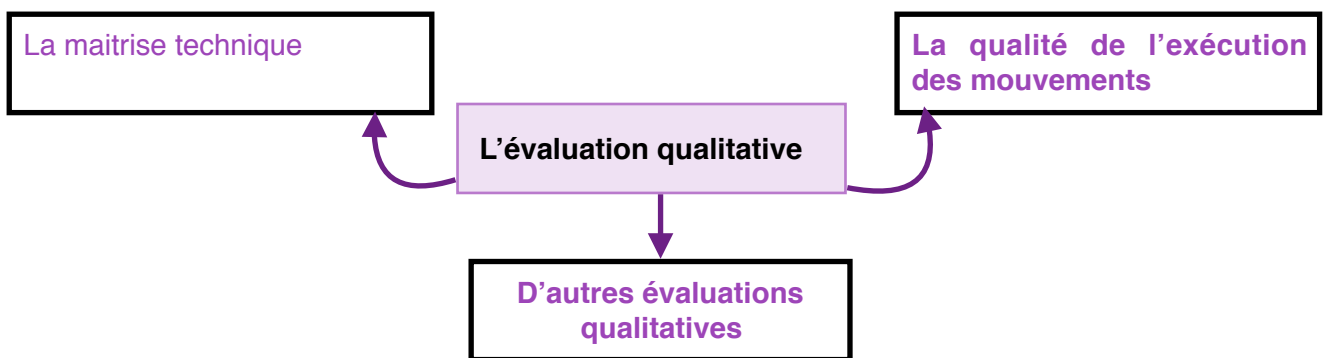 La maitrise technique
La qualité de l’exécution
des mouvements
L’évaluation qualitative
D’autres évaluations
qualitatives